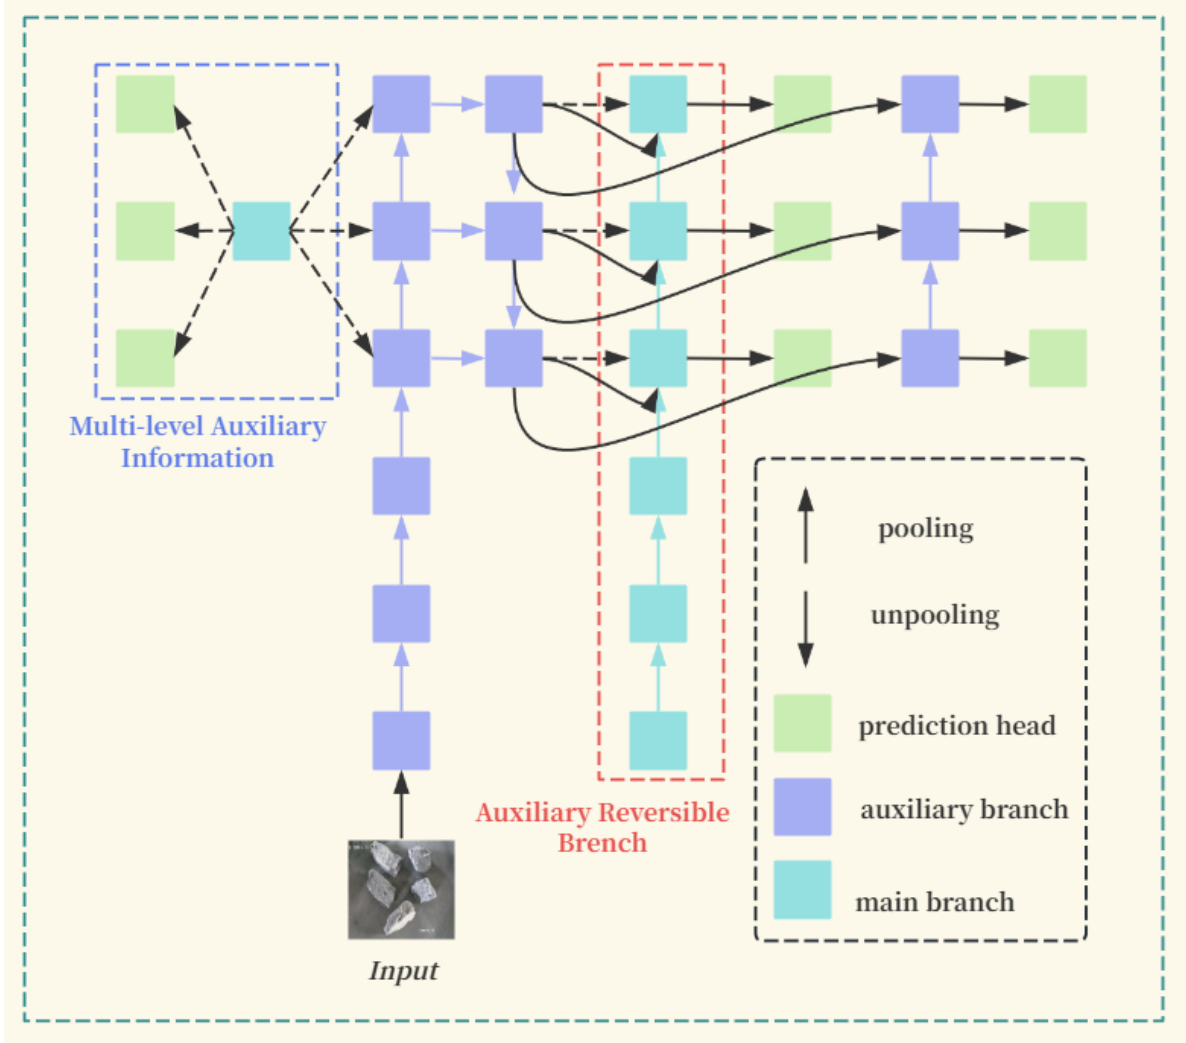 Multi-level Auxiliary
Information
pooling
unpooling
prediction head
auxiliary branch
main branch
Auxiliary Reversible
Brench
Input